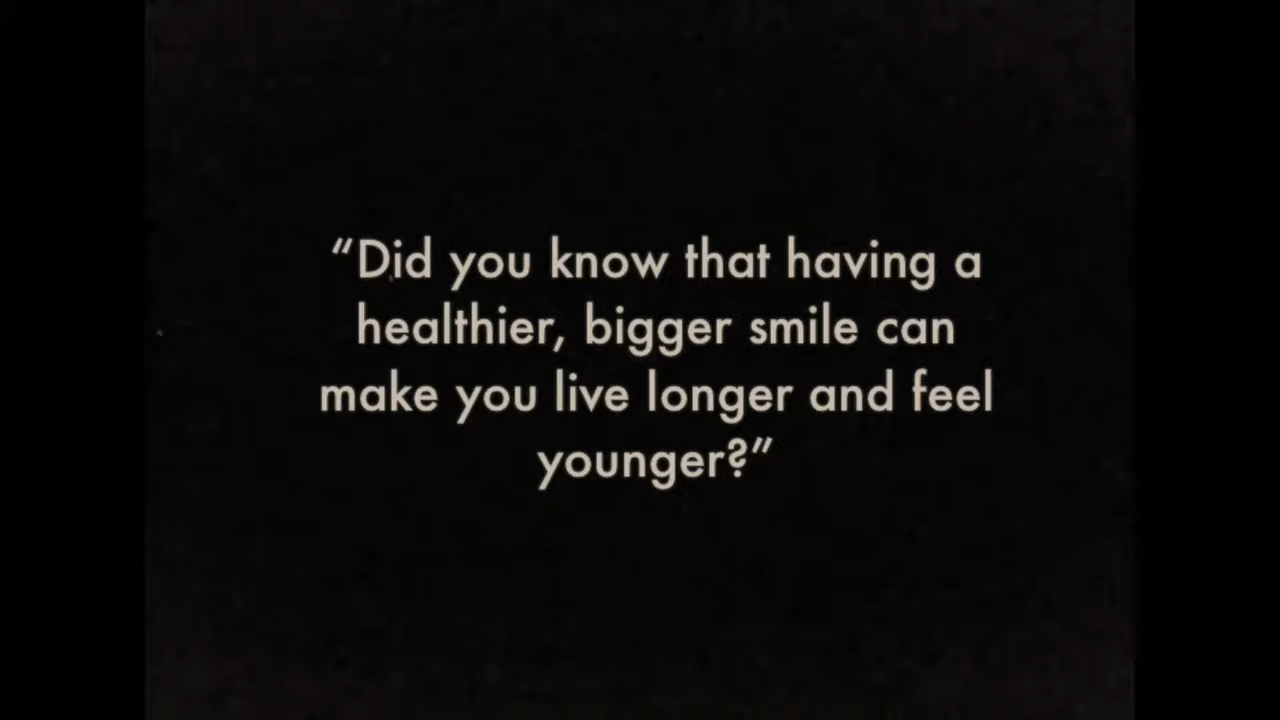 “Did you know that having a
healthier, bigger smile can
make you live longer and feel
younger?”